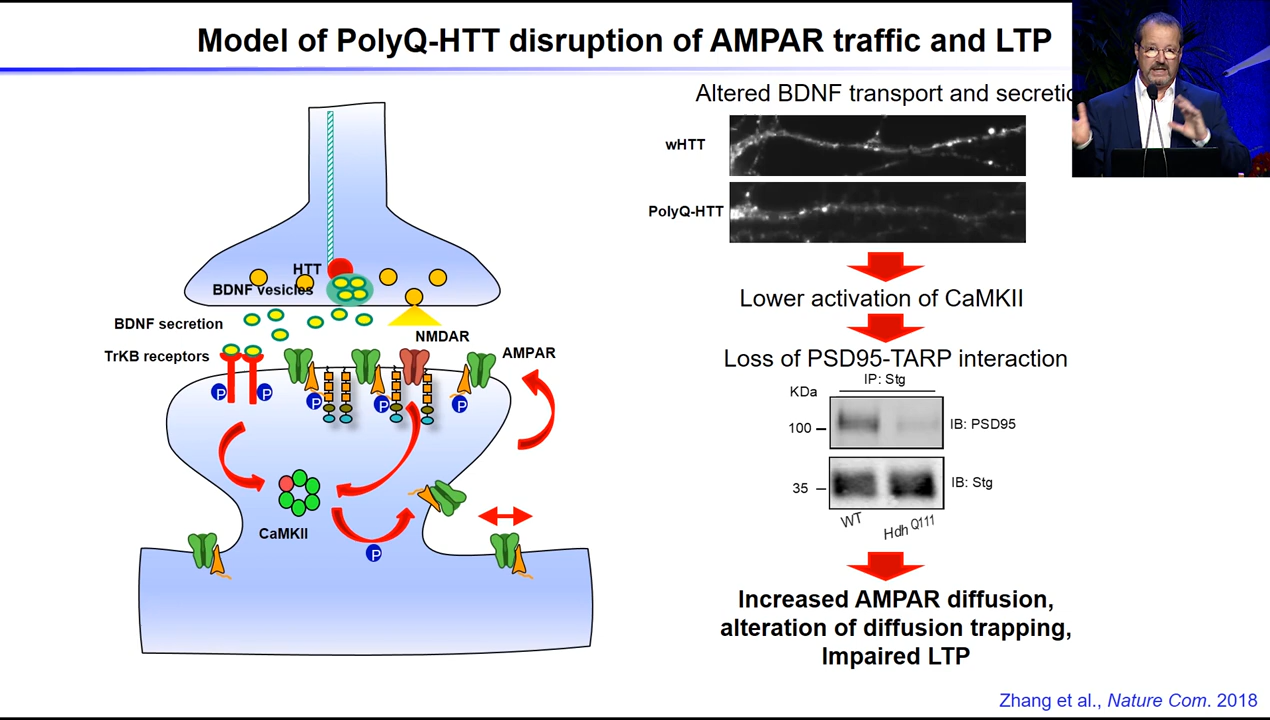 Model of PolyQ-HTT disruption of AMPAR traffic and LTP
Altered BDNF transport and secretio
wHTT
PolyQ-HTT
Lower activation of CaMKII
Loss of PSD95-TARP interaction
IP: Stg
KDa
100
IB: PSD95
35
IB: Stg
WT
Hdh Q111
Increased AMPAR diffusion,
alteration of diffusion trapping,
Impaired LTP
HTT
BDNF vesicles
BDNF secretion
NMDAR
TrKB receptors
AMPAR
P
P
P
P
P
CaMKII
P
Zhang et al., Nature Com. 2018